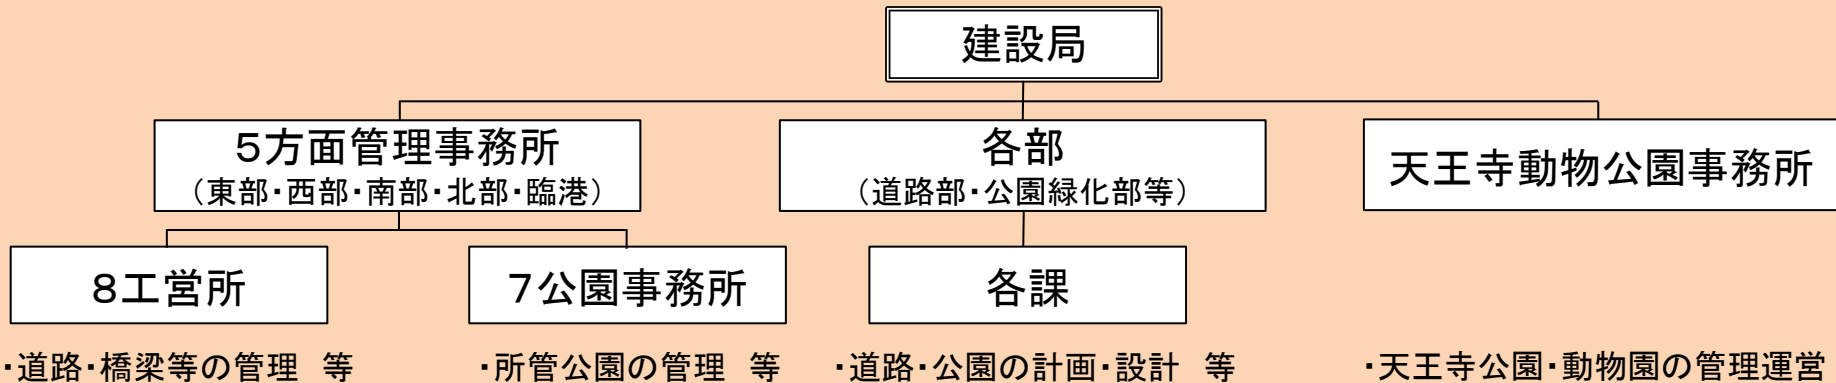 建設局
5方面管理事務所
（東部・西部・南部・北部・臨港）
各部
（道路部・公園緑化部等）
天王寺動物公園事務所
8工営所
7公園事務所
各課
・道路・橋梁等の管理　等
・所管公園の管理　等
・道路・公園の計画・設計　等
・天王寺公園・動物園の管理運営